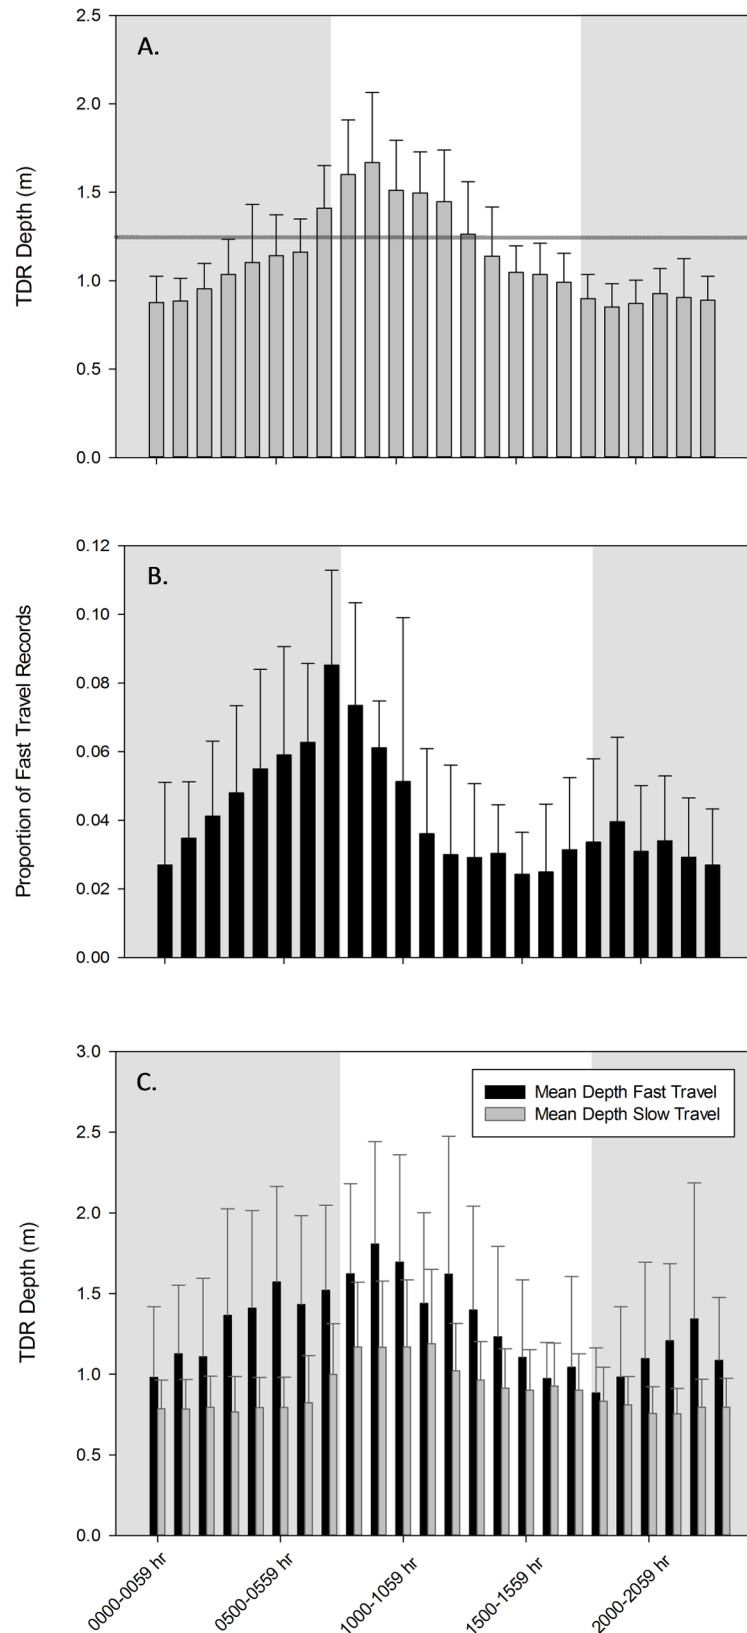 A.
TDR Depth (m)
2.5
2.0
1.5
1.0
0.5
0.0
B.
Proportion of Fast Travel Records
0.12
0.10
0.08
0.06
0.04
0.02
0.00
C.
TDR Depth (m)
3.0
2.5
2.0
1.5
1.0
0.5
0.0
Mean Depth Fast Travel
Mean Depth Slow Travel
0000-0059 hr
0500-0559 hr
1000-1059 hr
1500-1559 hr
2000-2059 hr